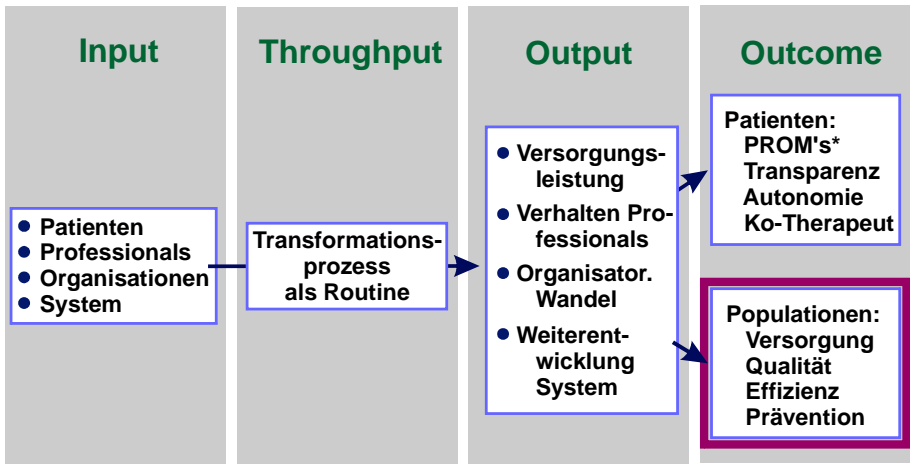 Input
● Patienten
● Professionals
● Organisationen
● System
Throughput
Transformations-
prozess
als Routine
Output
● Versorgungs-
leistung
● Verhalten Pro-
fessionals
● Organisator.
Wandel
● Weiterent-
wicklung
System
Outcome
Patienten:
PROM's*
Transparenz
Autonomie
Ko-Therapeut
Populationen:
Versorgung
Qualität
Effizienz
Prävention